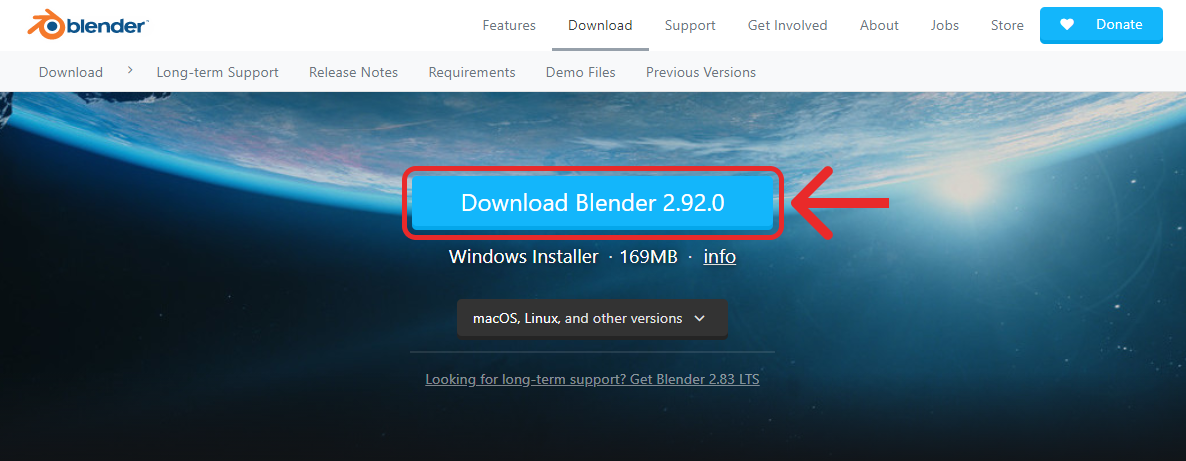 blender
Features Download Support Get Involved About Jobs Store Donate
Download Long-term Support Release Notes Requirements Demo Files Previous Versions
Download Blender 2.92.0
Windows Installer · 169MB · info
macOS, Linux, and other versions
Looking for long-term support? Get Blender 2.83 LTS